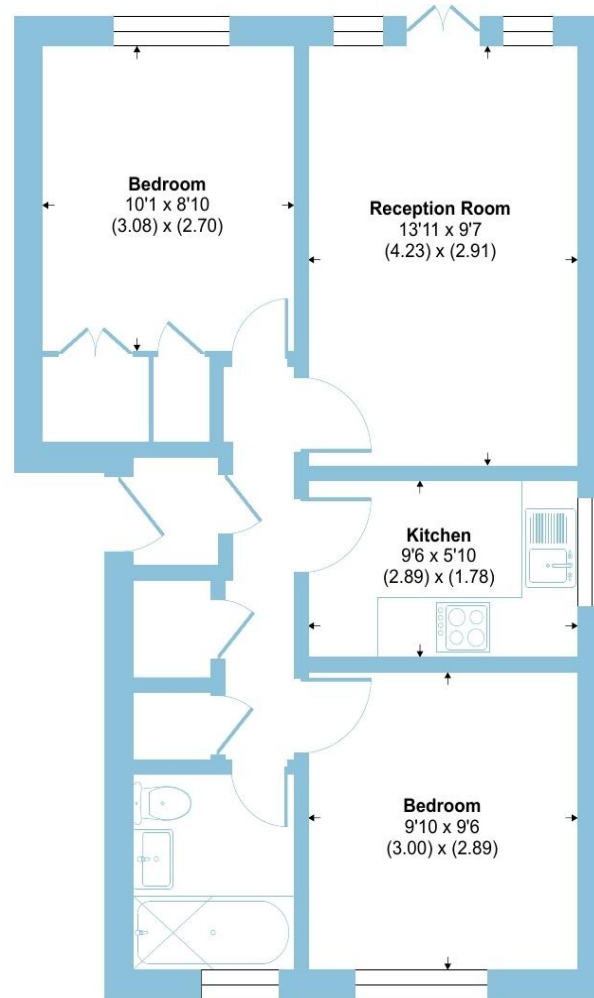 Bedroom
10'1 x 8'10
(3.08) x (2.70)
Reception Room
13'11 x 9'7
(4.23) x (2.91)
Kitchen
9'6 x 5'10
(2.89) x (1.78)
Bedroom
9'10 x 9'6
(3.00) x (2.89)